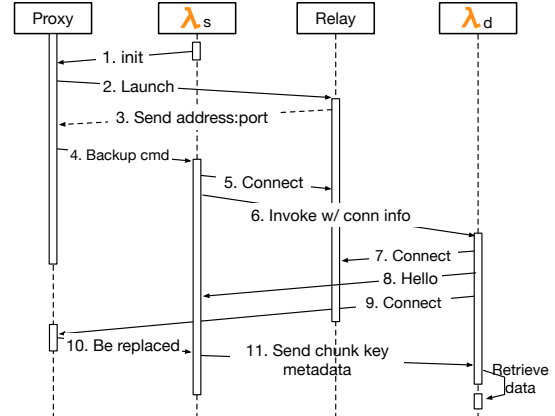 Proxy
λs
Relay
λd
1. init
2. Launch
3. Send address:port
4. Backup cmd
5. Connect
6. Invoke w/ conn info
7. Connect
8. Hello
9. Connect
10. Be replaced
11. Send chunk key
metadata
Retrieve
data